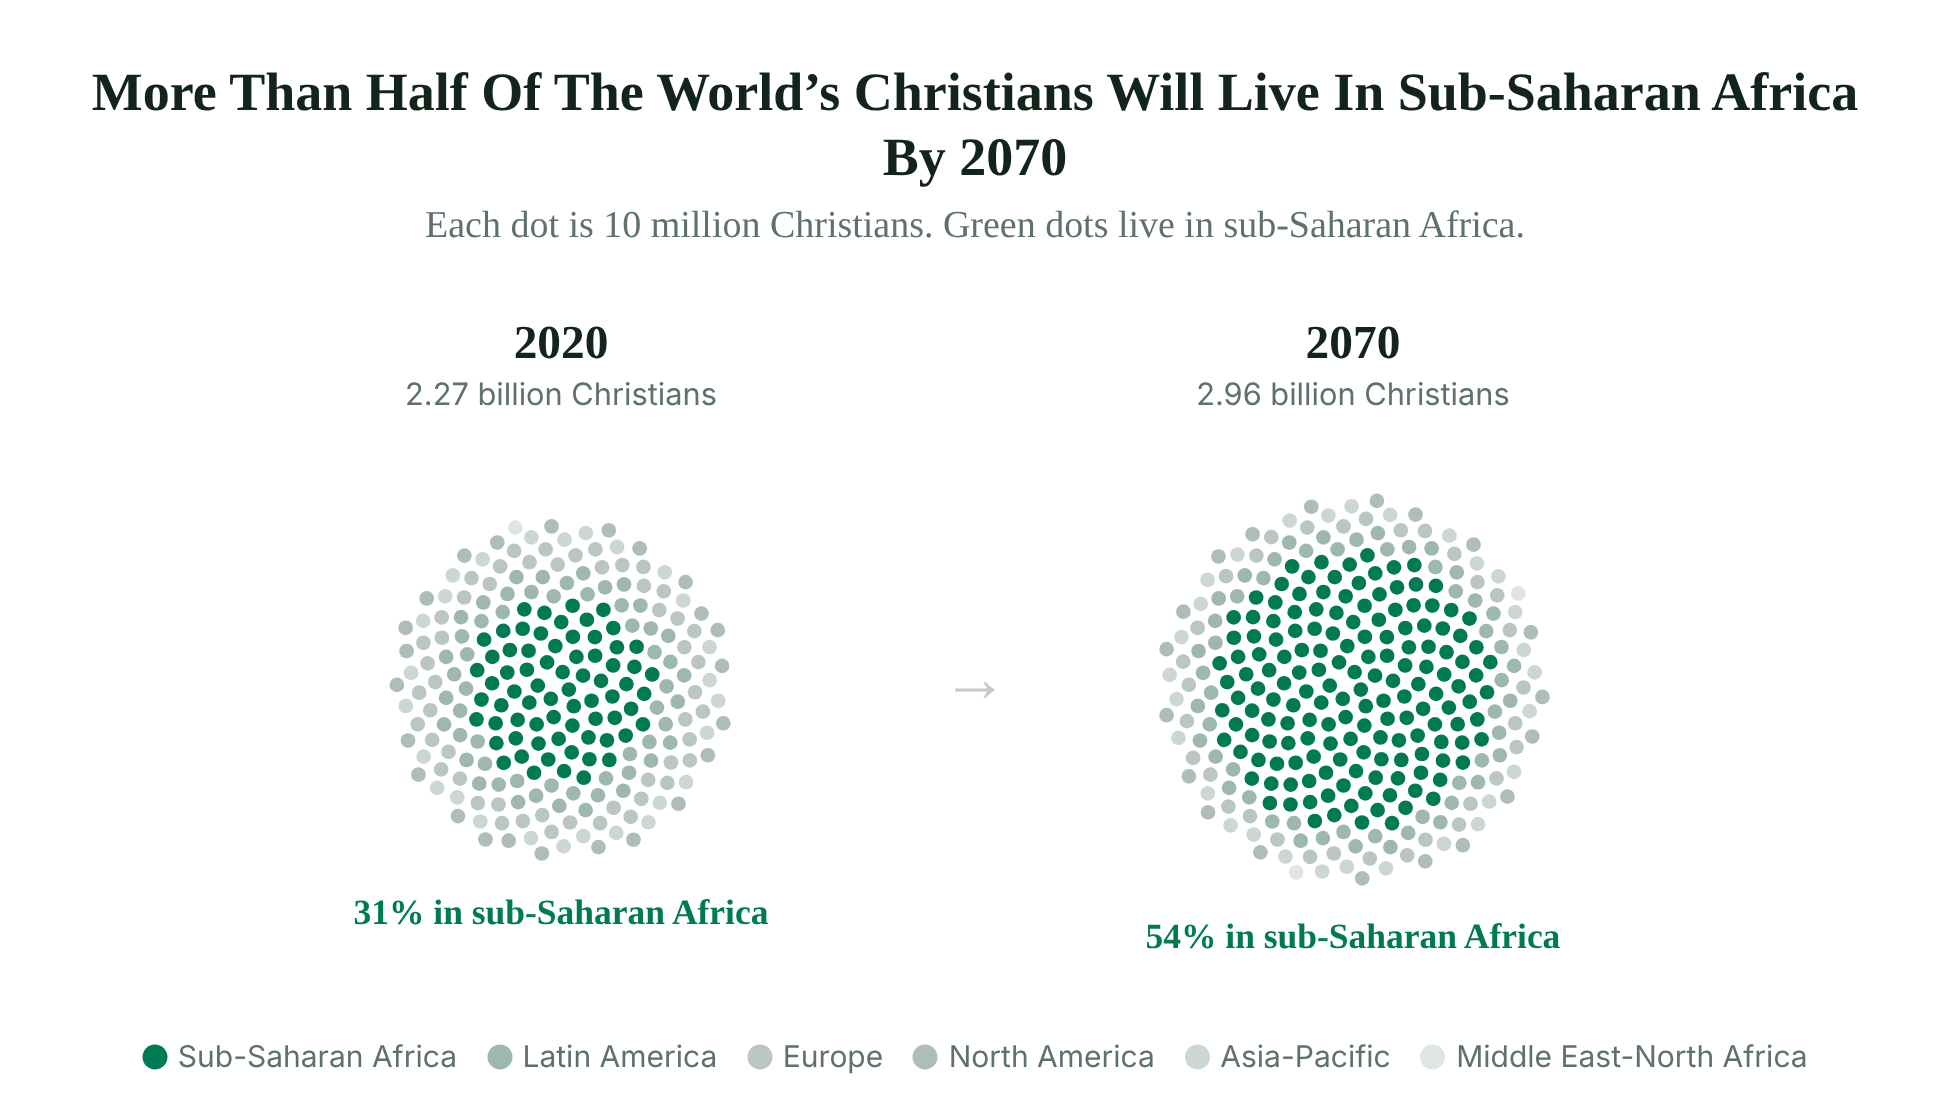 More Than Half Of The World’s Christians Will Live In Sub-Saharan Africa
By 2070
Each dot is 10 million Christians. Green dots live in sub-Saharan Africa.
2020
2.27 billion Christians
31% in sub-Saharan Africa
→
2070
2.96 billion Christians
54% in sub-Saharan Africa
Sub-Saharan Africa
Latin America
Europe
North America
Asia-Pacific
Middle East-North Africa